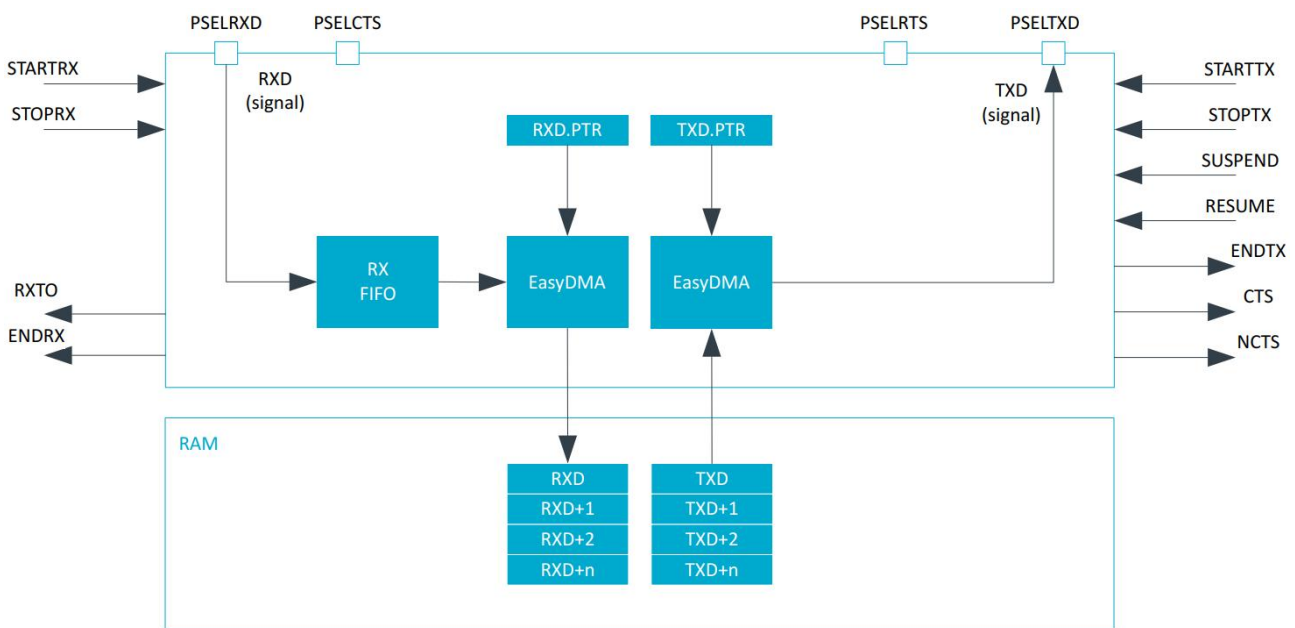 PSELRXD
PSELCTS
PSELRTS
PSELTXD
STARTRX
STOPRX
RXD
(signal)
TXD
(signal)
STARTTX
STOPTX
SUSPEND
RESUME
RXD.PTR
TXD.PTR
RX
FIFO
EasyDMA
EasyDMA
RXTO
ENDRX
ENDTX
CTS
NCTS
RAM
RXD
RXD+1
RXD+2
RXD+n
TXD
TXD+1
TXD+2
TXD+n